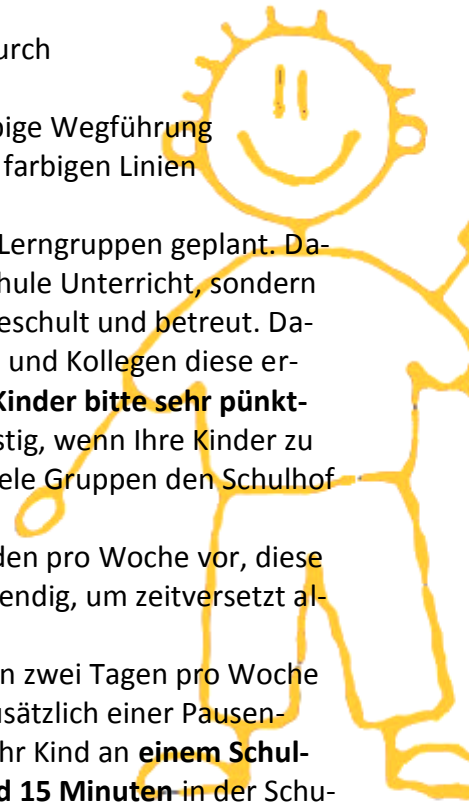 urch
bige Wegführung
farbigen Linien
Lerngruppen geplant. Da-
hule Unterricht, sondern
eschult und betreut. Da-
und Kollegen diese er-
Kinder bitte sehr pünkt-
stig, wenn Ihre Kinder zu
ele Gruppen den Schulhof
den pro Woche vor, diese
endig, um zeitversetzt al-
n zwei Tagen pro Woche
usätzlich einer Pausen-
hr Kind an einem Schul-
d 15 Minuten in der Schu-